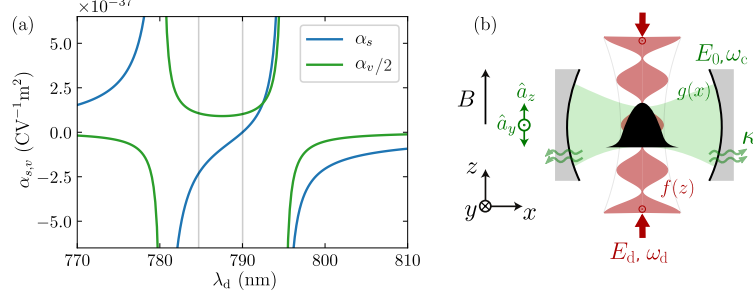 (a)
×10⁻³⁷
5.0
2.5
0.0
−2.5
−5.0
α_{s,v} (CV⁻¹m²)
α_s
α_v/2
770
780
790
800
810
λ_d (nm)
(b)
E_0, ω_c
g(x)
B
â_z
â_y
κ
z
y
x
f(z)
E_d, ω_d